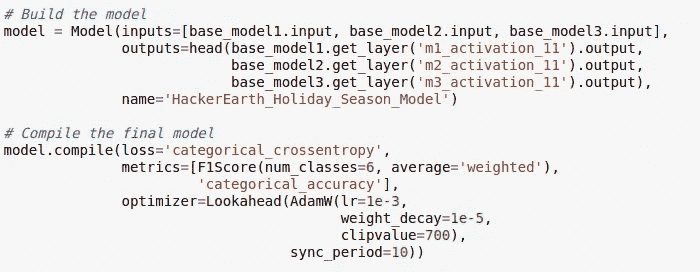 # Build the model
model = Model(inputs=[base_model1.input, base_model2.input, base_model3.input],
              outputs=head(base_model1.get_layer('m1_activation_11').output,
                           base_model2.get_layer('m2_activation_11').output,
                           base_model3.get_layer('m3_activation_11').output),
              name='HackerEarth_Holiday_Season_Model')

# Compile the final model
model.compile(loss='categorical_crossentropy',
              metrics=[F1Score(num_classes=6, average='weighted'),
                       'categorical_accuracy'],
              optimizer=Lookahead(AdamW(lr=1e-3,
                                        weight_decay=1e-5,
                                        clipvalue=700),
                                  sync_period=10))